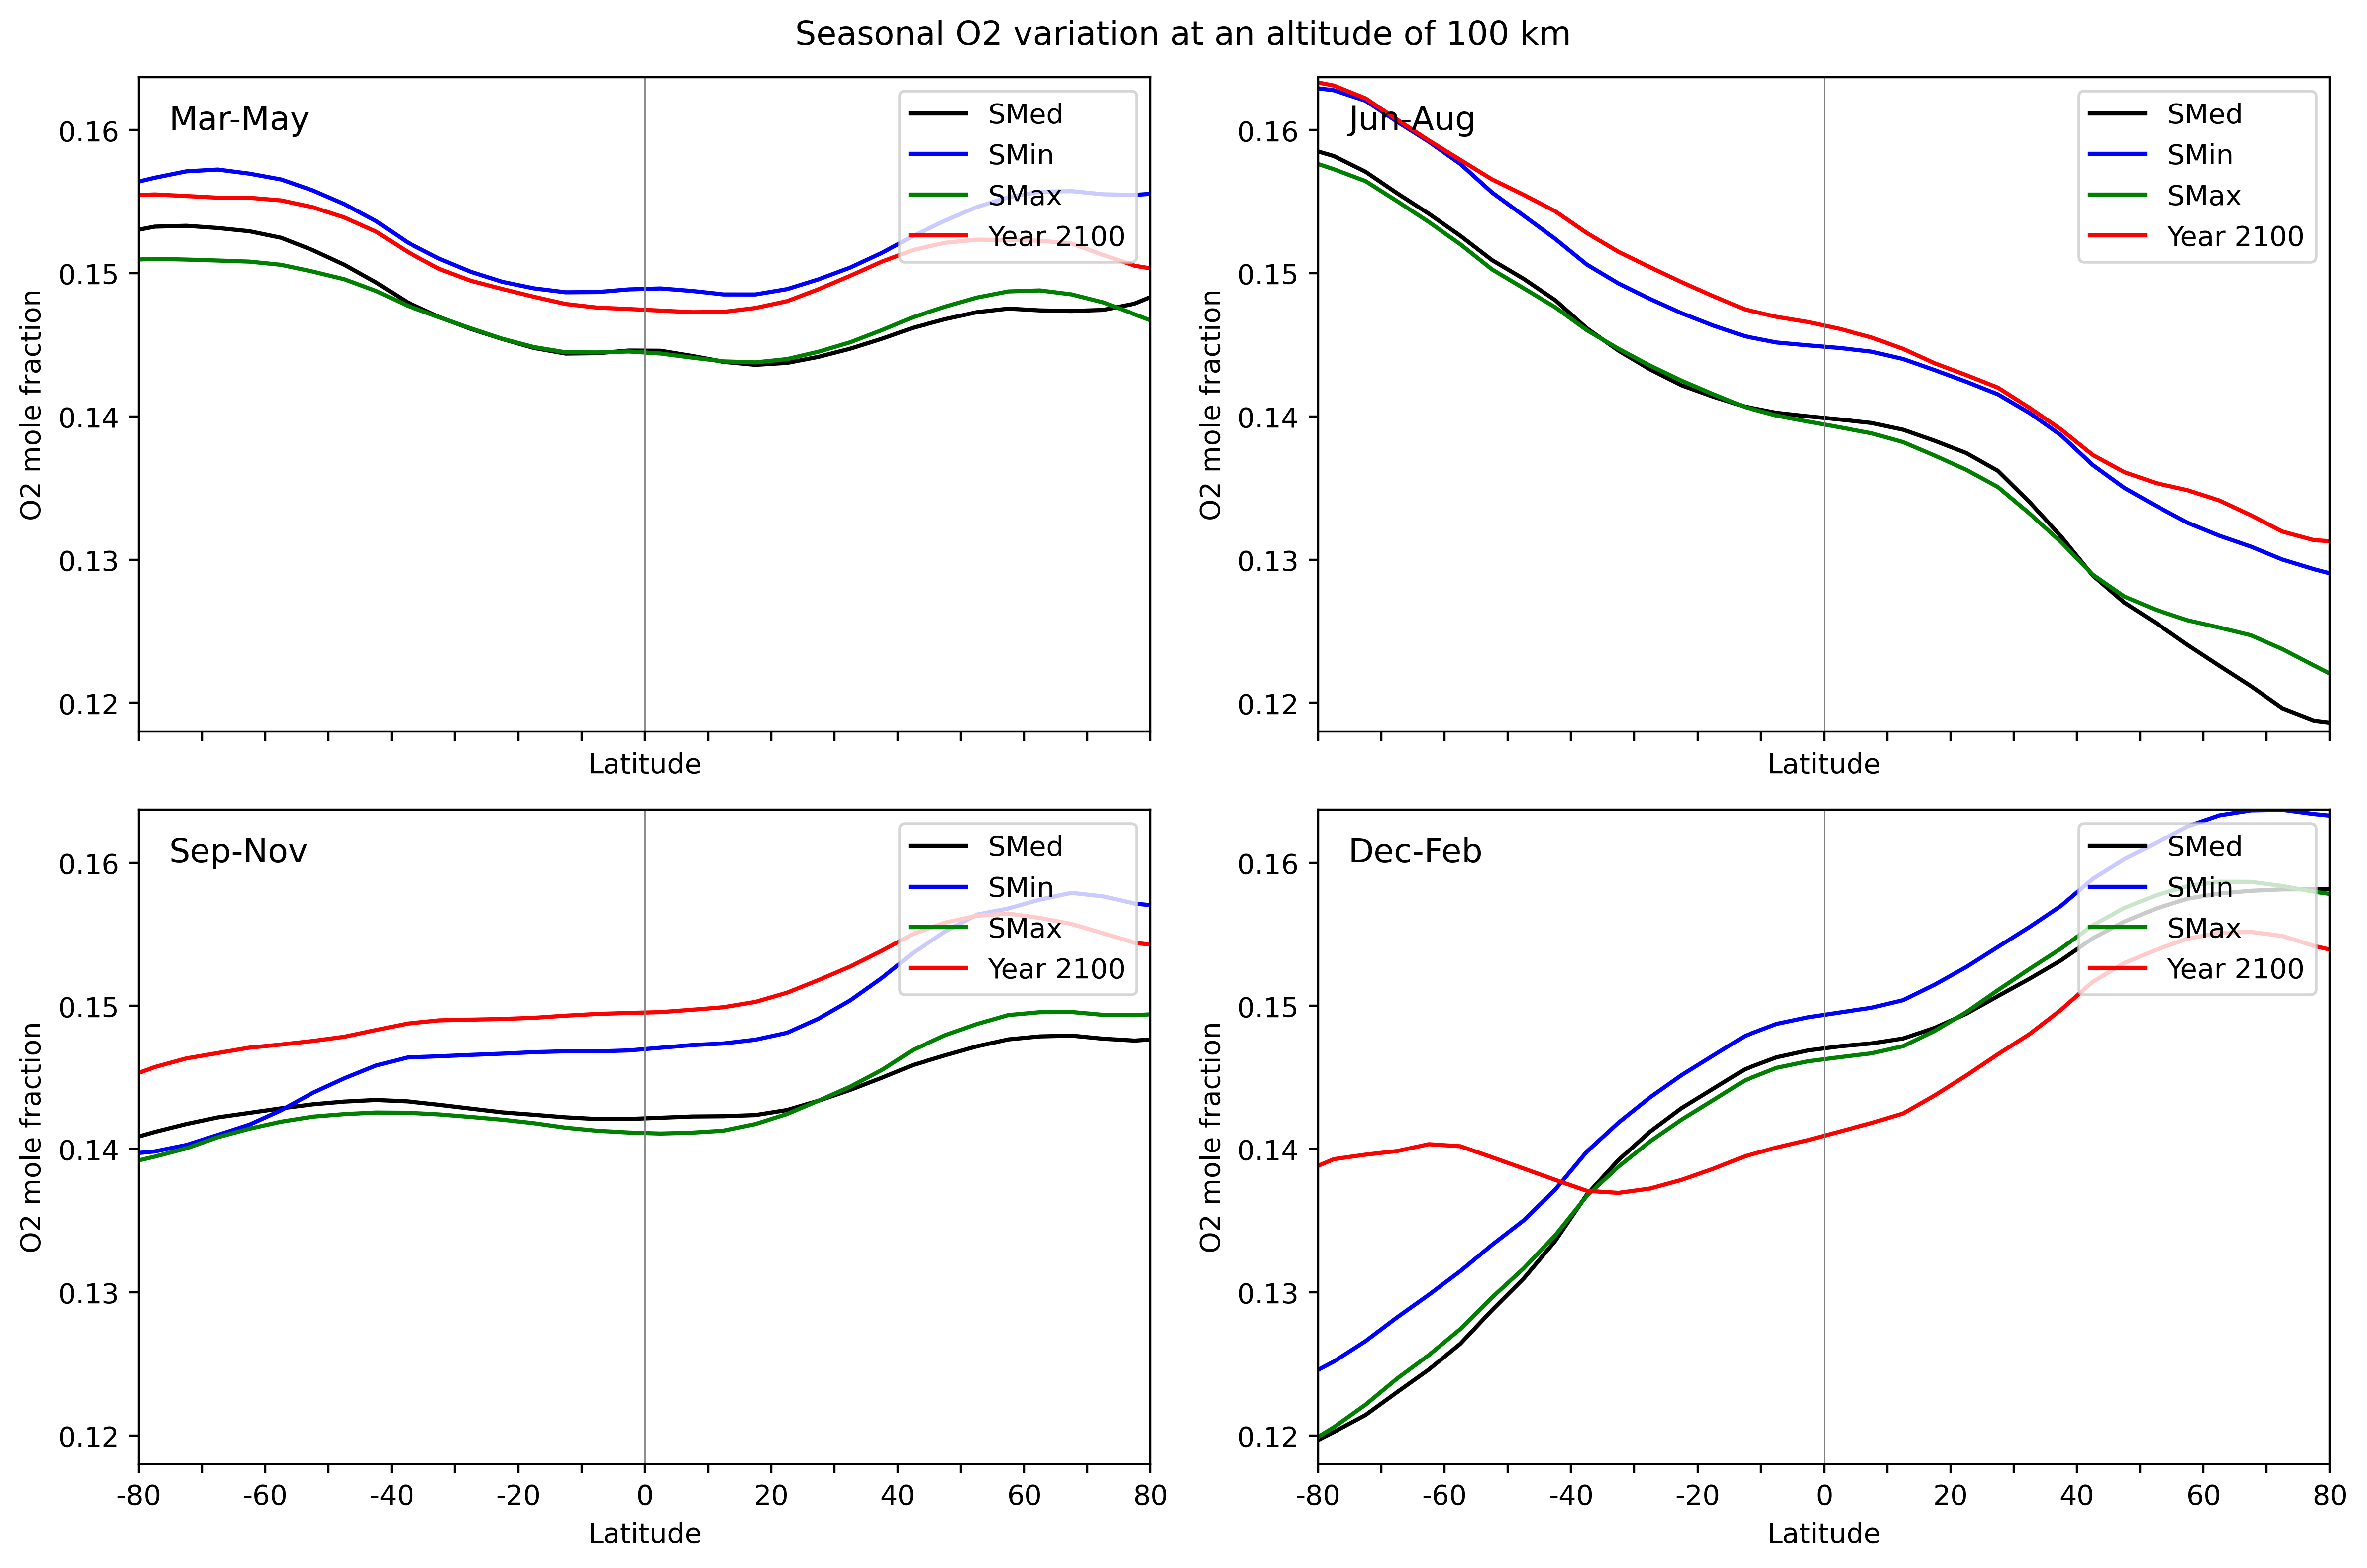 Seasonal O2 variation at an altitude of 100 km
Mar-May
SMed
SMin
SMax
Year 2100
0.16
0.15
0.14
0.13
0.12
O2 mole fraction
Latitude
Jun-Aug
SMed
SMin
SMax
Year 2100
0.16
0.15
0.14
0.13
0.12
O2 mole fraction
Latitude
Sep-Nov
SMed
SMin
SMax
Year 2100
0.16
0.15
0.14
0.13
0.12
O2 mole fraction
-80 -60 -40 -20 0 20 40 60 80
Latitude
Dec-Feb
SMed
SMin
SMax
Year 2100
0.16
0.15
0.14
0.13
0.12
O2 mole fraction
-80 -60 -40 -20 0 20 40 60 80
Latitude